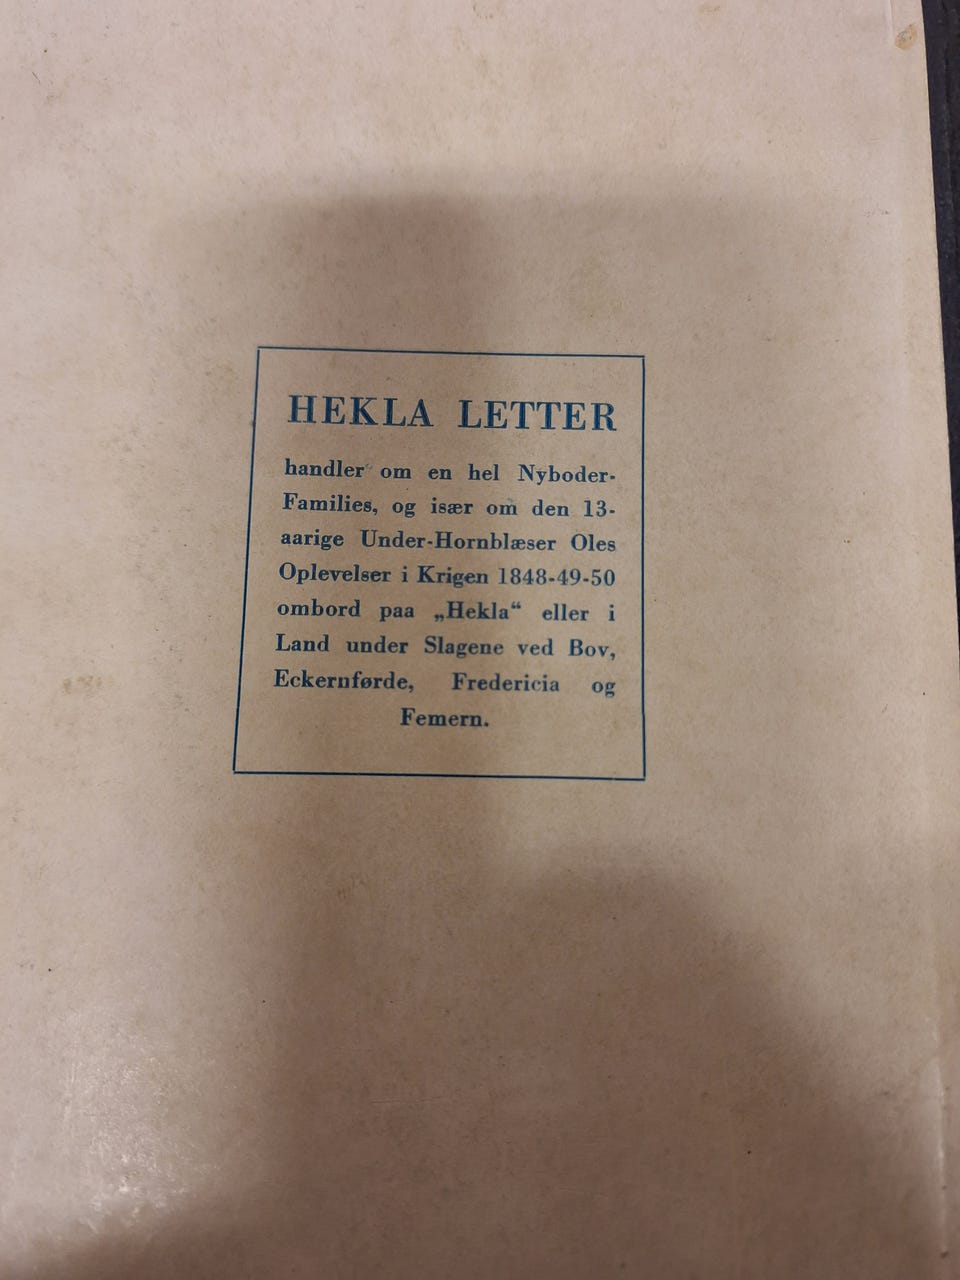 HEKLA LETTER
handler om en hel Nyboder-
Families, og især om den 13-
aarige Under-Hornblæser Oles
Oplevelser i Krigen 1848-49-50
ombord paa „Hekla“ eller i
Land under Slagene ved Bov,
Eckernførde, Fredericia og
Femern.